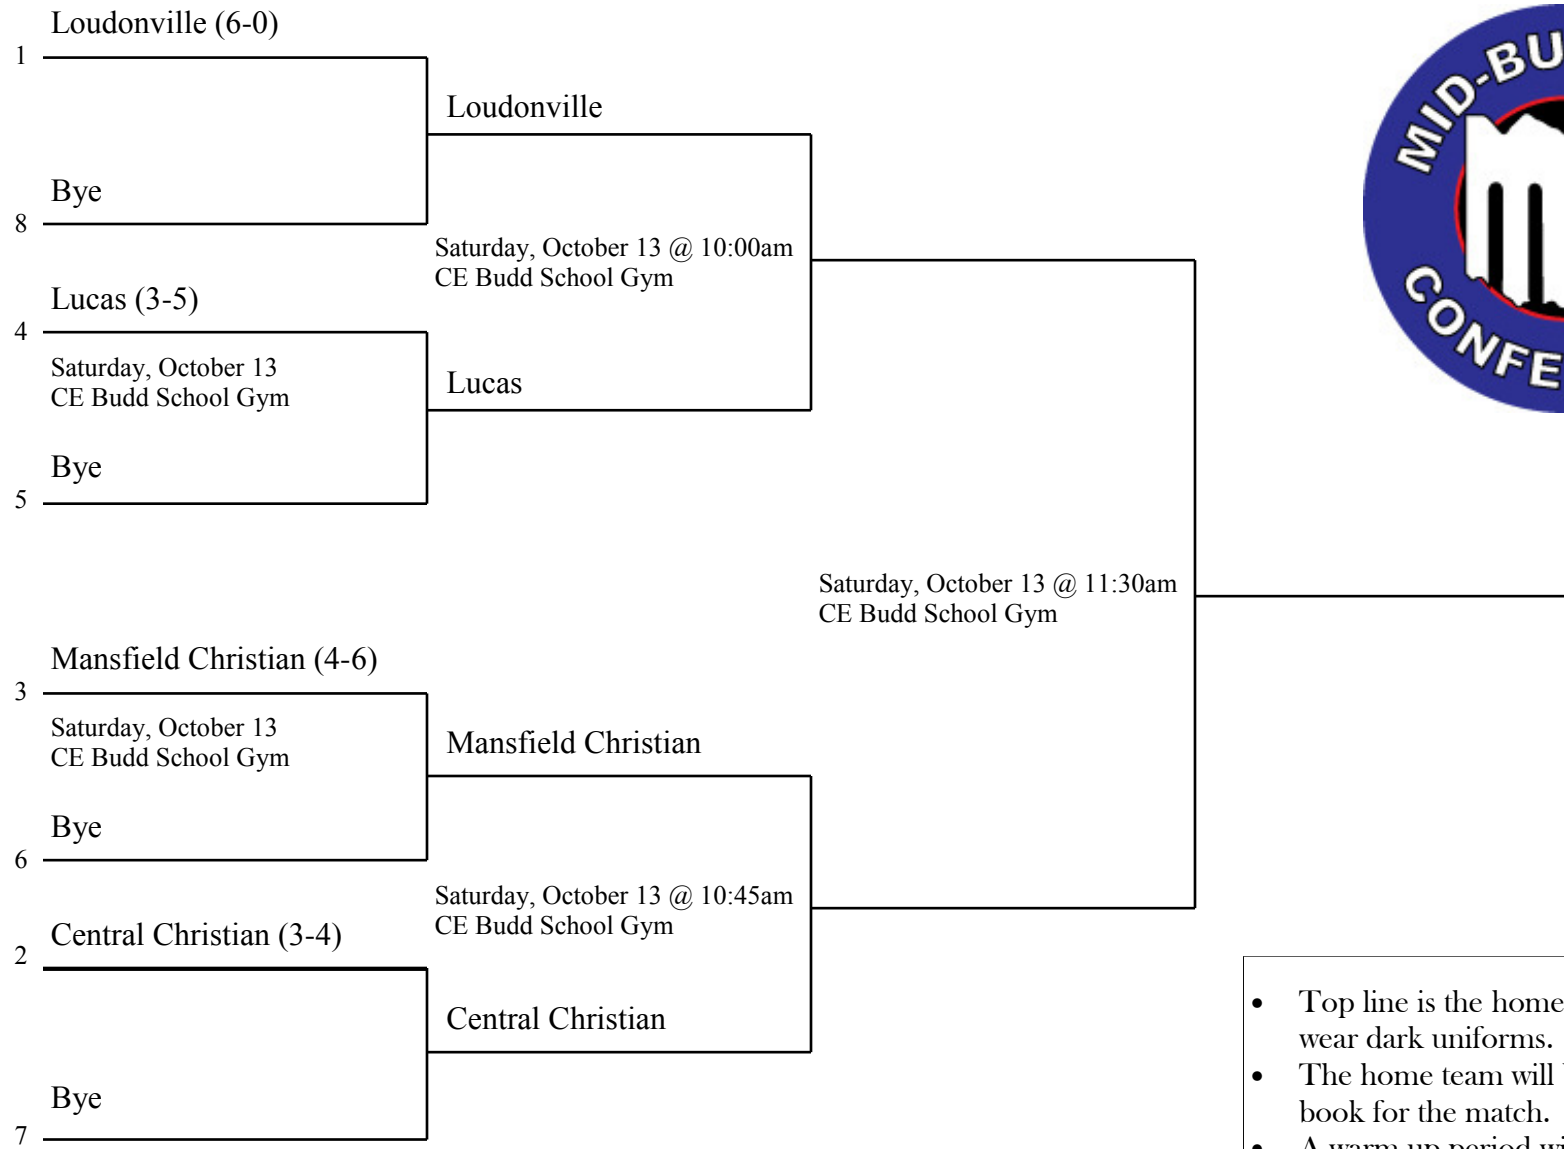 Loudonville (6-0)
1
Loudonville
Bye
8
Saturday, October 13 @ 10:00am
CE Budd School Gym
Lucas (3-5)
4
Saturday, October 13
CE Budd School Gym
Lucas
Bye
5
Saturday, October 13 @ 11:30am
CE Budd School Gym
Mansfield Christian (4-6)
3
Saturday, October 13
CE Budd School Gym
Mansfield Christian
Bye
6
Saturday, October 13 @ 10:45am
CE Budd School Gym
Central Christian (3-4)
2
Central Christian
Bye
7
MID-BU
CONFE
• Top line is the home
wear dark uniforms.
• The home team will
book for the match.
• A warm up period wi